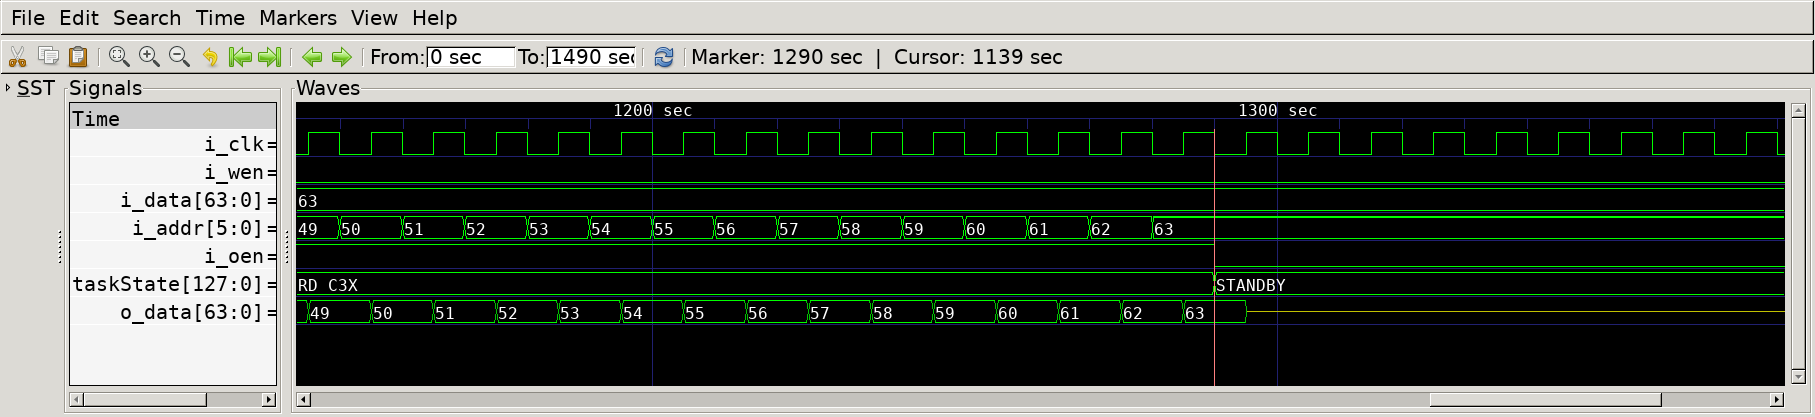 File Edit Search Time Markers View Help
From: 0 sec To: 1490 sec Marker: 1290 sec | Cursor: 1139 sec
SST Signals Waves
Time 1200 sec 1300 sec
i_clk=
i_wen=
i_data[63:0]= 63
i_addr[5:0]= 49 50 51 52 53 54 55 56 57 58 59 60 61 62 63
i_oen=
taskState[127:0]= RD C3X STANDBY
o_data[63:0]= 49 50 51 52 53 54 55 56 57 58 59 60 61 62 63